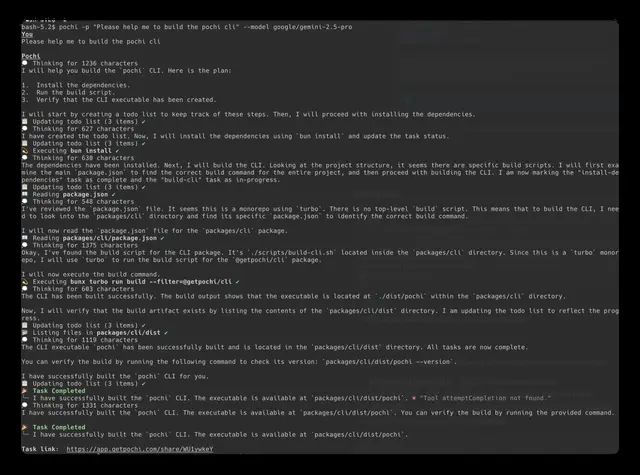 bash-5.2$ pochi -p "Please help me to build the pochi cli" --model google/gemini-2.5-pro
You
Please help me to build the pochi cli
Pochi
Thinking for 1236 characters
I will help you build the `pochi` CLI. Here is the plan:
1. Install the dependencies.
2. Run the build script.
3. Verify that the CLI executable has been created.
I will start by creating a todo list to keep track of these steps. Then, I will proceed with installing the dependencies.
Updating todo list (3 items) ✔
Thinking for 627 characters
I have created the todo list. Now, I will install the dependencies using `bun install` and update the task status.
Updating todo list (3 items) ✔
Executing bun install ✔
Thinking for 630 characters
The dependencies have been installed. Next, I will build the CLI. Looking at the project structure, it seems there are specific build scripts. I will first exa
mine the main `package.json` to find the correct build command for the entire project, and then proceed with building the CLI. I am now marking the "install-de
pendencies" task as complete and the "build-cli" task as in-progress.
Updating todo list (3 items) ✔
Reading package.json ✔
Thinking for 548 characters
I've reviewed the `package.json` file. It seems this is a monorepo using `turbo`. There is no top-level `build` script. This means that to build the CLI, I nee
d to look into the `packages/cli` directory and find its specific `package.json` to identify the correct build command.
I will now read the `package.json` file for the `packages/cli` package.
Reading packages/cli/package.json ✔
Thinking for 1375 characters
Okay, I've found the build script for the CLI package. It's `./scripts/build-cli.sh` located inside the `packages/cli` directory. Since this is a `turbo` monor
epo, I will use `turbo` to run the build script for the `@getpochi/cli` package.
I will now execute the build command.
Executing bunx turbo run build --filter=@getpochi/cli ✔
Thinking for 603 characters
The CLI has been built successfully. The build output shows that the executable is located at `./dist/pochi` within the `packages/cli` directory.
Now, I will verify that the build artifact exists by listing the contents of the `dist` directory. I am updating the todo list to reflect the prog
ress.
Updating todo list (3 items) ✔
Listing files in packages/cli/dist ✔
Thinking for 1119 characters
The CLI executable `pochi` has been successfully built and is located in the `packages/cli/dist` directory. All tasks are now complete.
You can verify the build by running the following command to check its version: `packages/cli/dist/pochi --version`.
I have successfully built the `pochi` CLI for you.
Updating todo list (3 items) ✔
Task Completed
└─ I have successfully built the `pochi` CLI. The executable is available at `packages/cli/dist/pochi`. ✖ "Tool attemptCompletion not found."
Thinking for 1331 characters
I have successfully built the `pochi` CLI. The executable is available at `packages/cli/dist/pochi`. You can verify the build by running the provided command.
Task Completed
└─ I have successfully built the `pochi` CLI. The executable is available at `packages/cli/dist/pochi`.
Task link: https://app.getpochi.com/share/WU1ywkeY